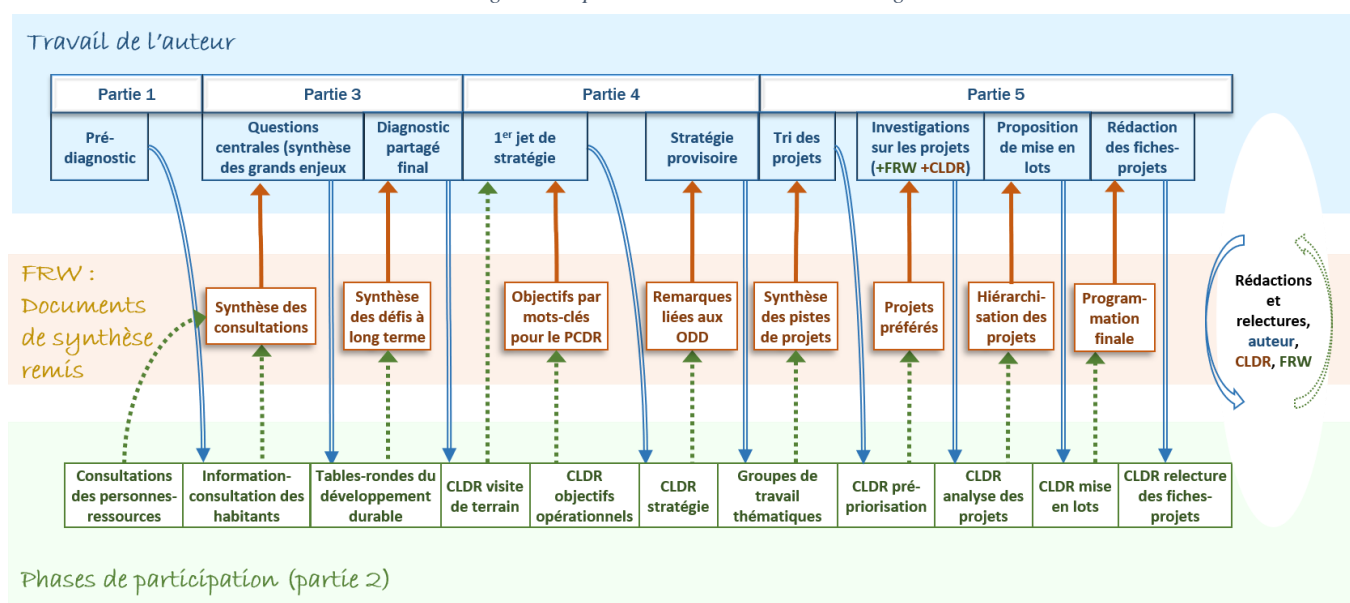 Travail de l'auteur
Partie 1
Partie 3
Partie 4
Partie 5
Pré-
diagnostic
Questions
centrales (synthèse
des grands enjeux
Diagnostic
partagé
final
1er jet de
stratégie
Stratégie
provisoire
Tri des
projets
Investigations
sur les projets
(+FRW +CLDR)
Proposition
de mise en
lots
Rédaction
des fiches-
projets
FRW :
Documents
de synthèse
remis
Synthèse des
consultations
Synthèse
des défis à
long terme
Objectifs par
mots-clés
pour le PCDR
Remarques
liées aux
ODD
Synthèse
des pistes
de projets
Projets
préférés
Hiérarchi-
sation des
projets
Program-
mation
finale
Rédactions
et
relectures,
auteur,
CLDR, FRW
Consultations
des personnes-
ressources
Information-
consultation des
habitants
Tables-rondes du
développement
durable
CLDR visite
de terrain
CLDR
objectifs
opérationnels
CLDR
stratégie
Groupes de
travail
thématiques
CLDR pré-
priorisation
CLDR
analyse des
projets
CLDR mise
en lots
CLDR relecture
des fiches-
projets
Phases de participation (partie 2)